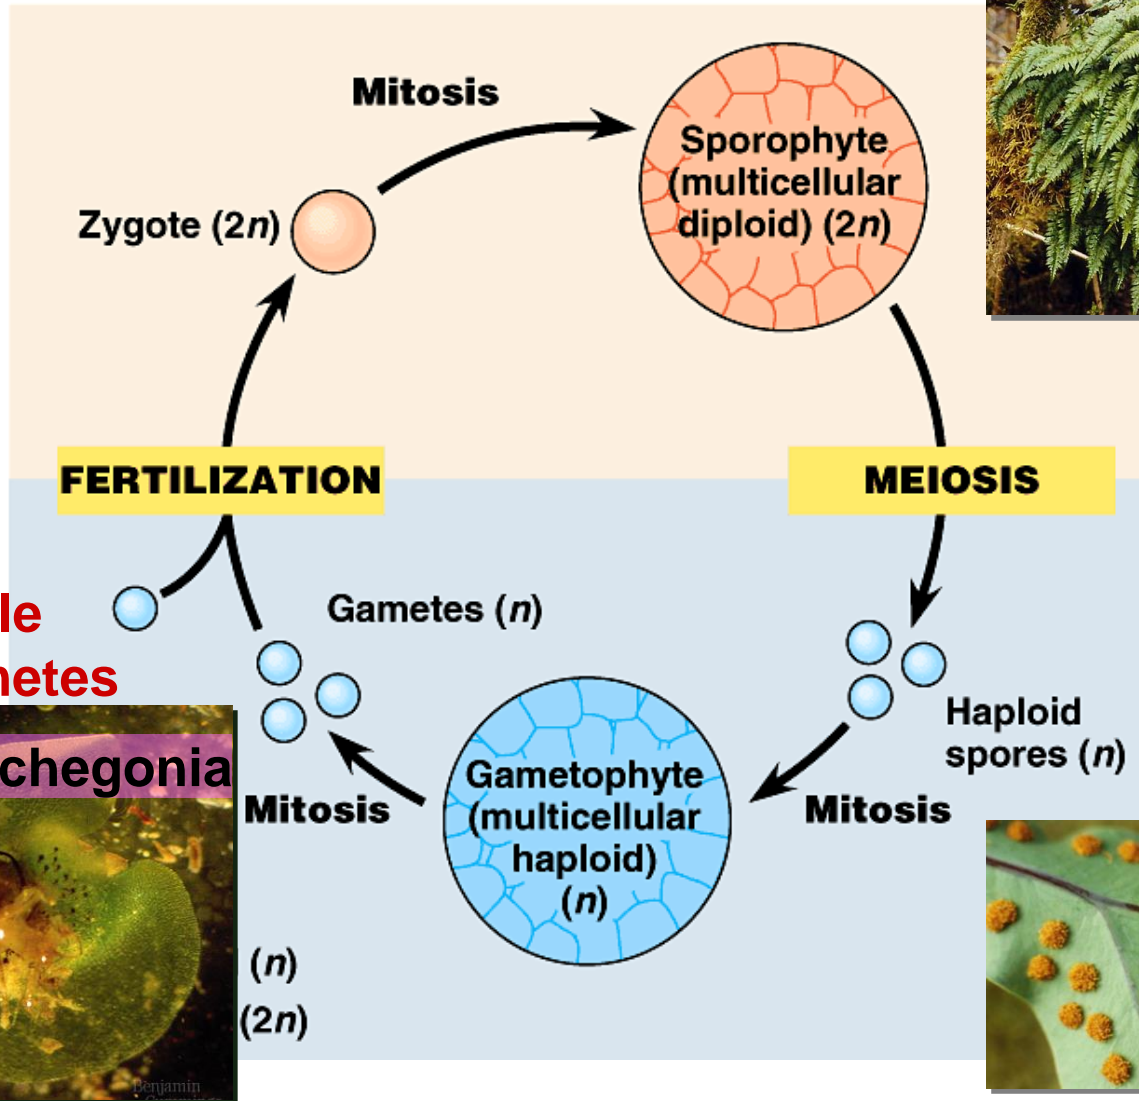 Mitosis
Sporophyte
(multicellular
diploid) (2n)
Zygote (2n)
FERTILIZATION
MEIOSIS
le
Gametes (n)
netes
Haploid
spores (n)
chegonia
Gametophyte
(multicellular
haploid)
(n)
Mitosis
Mitosis
(n)
(2n)
Benjamin